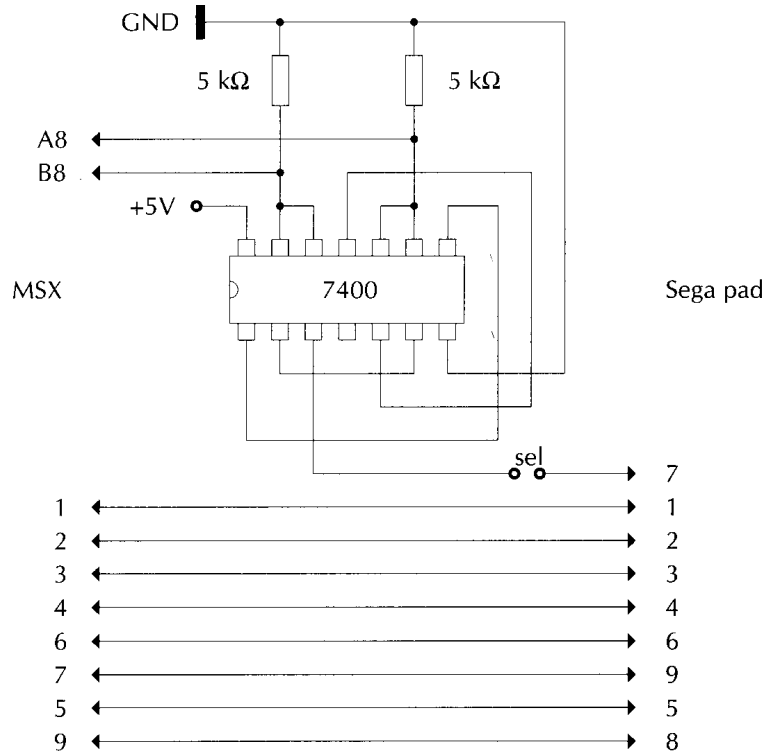 GND
5 kΩ 5 kΩ
A8
B8
+5V
MSX 7400 Sega pad
sel
7
1 1
2 2
3 3
4 4
6 6
7 9
5 5
9 8